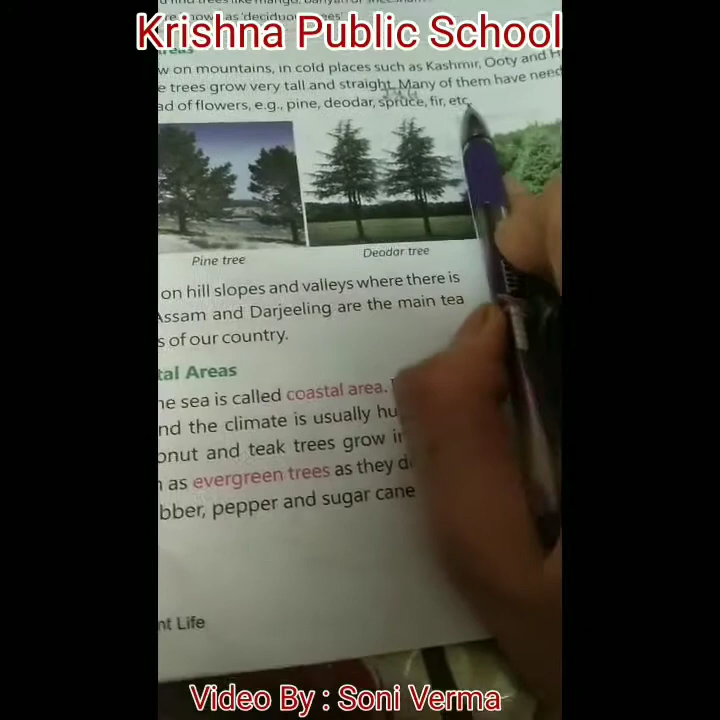 Krishna Public School
w on mountains, in cold places such as Kashmir, Ooty and H
e trees grow very tall and straight. Many of them have need
ad of flowers, e.g., pine, deodar, spruce, fir, etc.
Pine tree
Deodar tree
on hill slopes and valleys where there is
Assam and Darjeeling are the main tea
s of our country.
tal Areas
he sea is called coastal area.
nd the climate is usually hu
onut and teak trees grow in
as evergreen trees as they d
bber, pepper and sugar cane
nt Life
Video By : Soni Verma